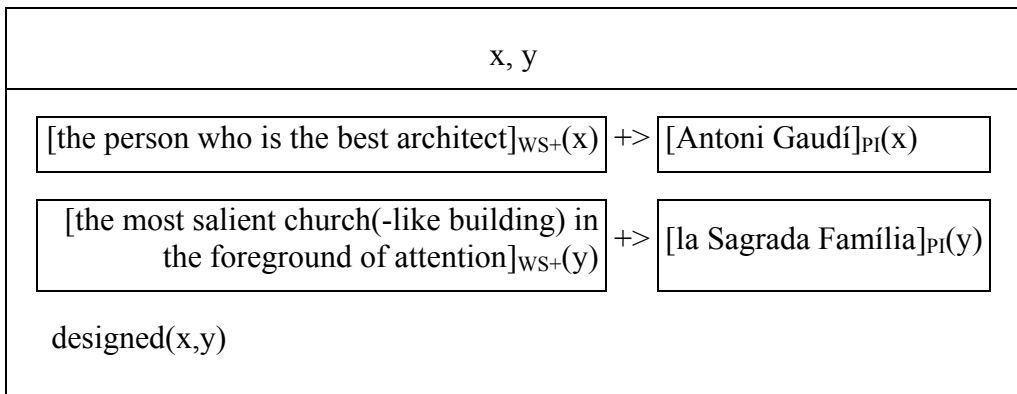 x, y
[the person who is the best architect]WS+(x) +> [Antoni Gaudí]PI(x)
[the most salient church(-like building) in
the foreground of attention]WS+(y) +> [la Sagrada Família]PI(y)
designed(x,y)